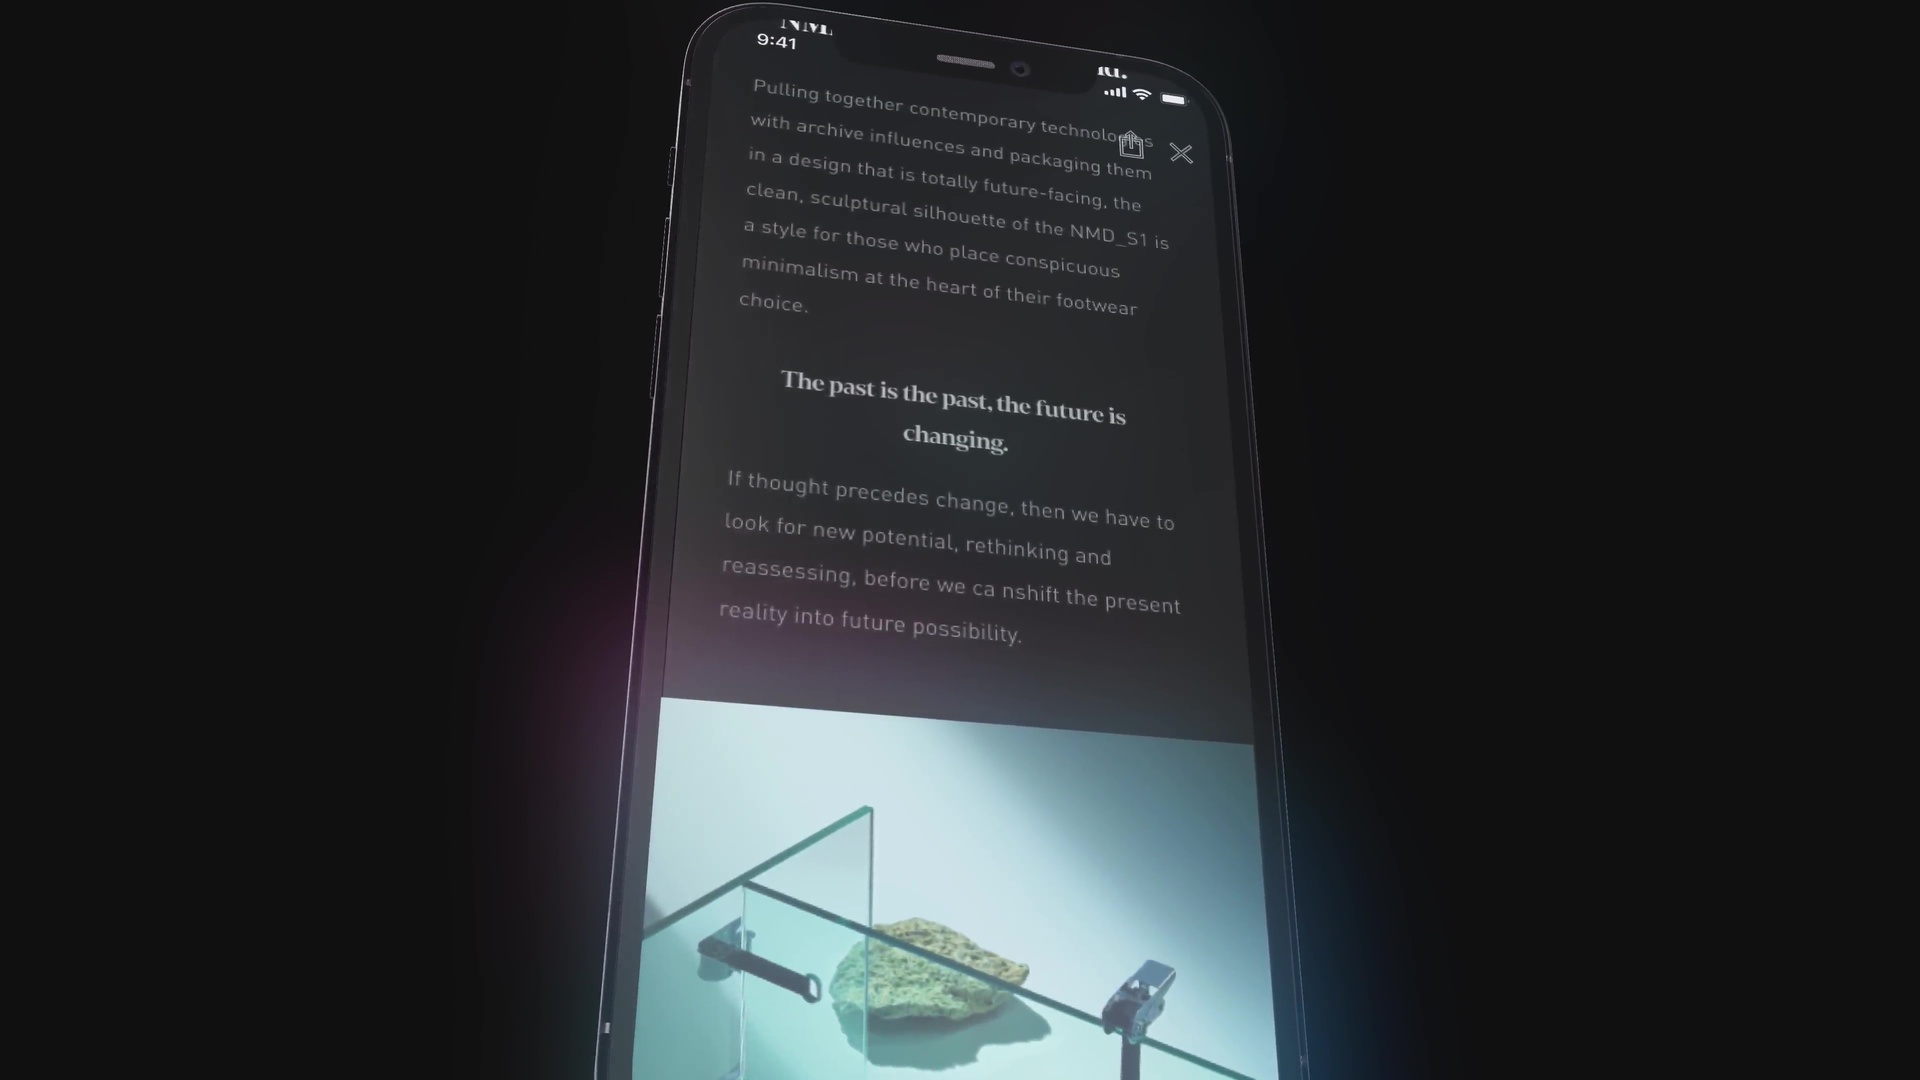 9:41
Pulling together contemporary technologies
with archive influences and packaging them
in a design that is totally future-facing, the
clean, sculptural silhouette of the NMD_S1 is
a style for those who place conspicuous
minimalism at the heart of their footwear
choice.
The past is the past, the future is
changing.
If thought precedes change, then we have to
look for new potential, rethinking and
reassessing, before we ca nshift the present
reality into future possibility.